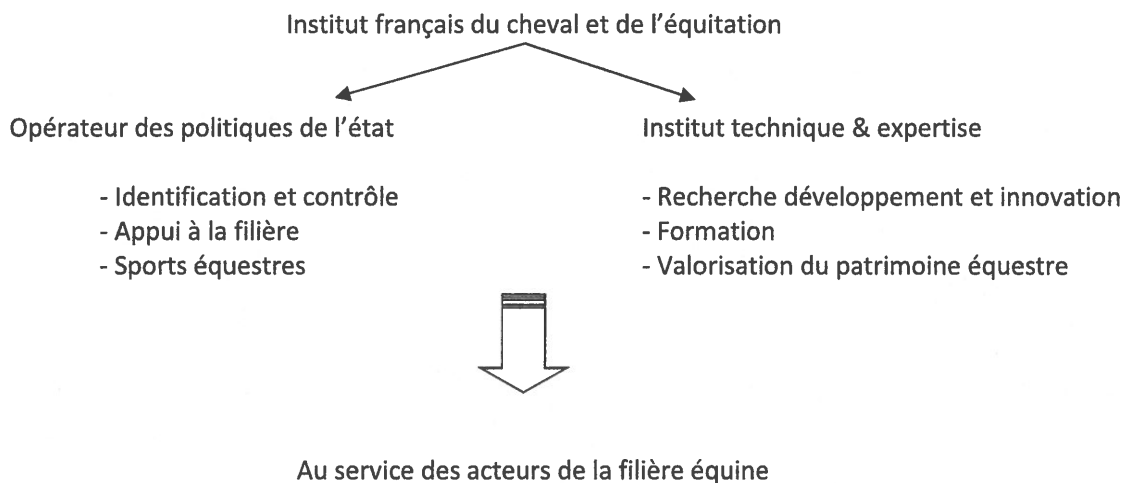 Institut français du cheval et de l'équitation
Opérateur des politiques de l'état
- Identification et contrôle
- Appui à la filière
- Sports équestres
Institut technique & expertise
- Recherche développement et innovation
- Formation
- Valorisation du patrimoine équestre
Au service des acteurs de la filière équine